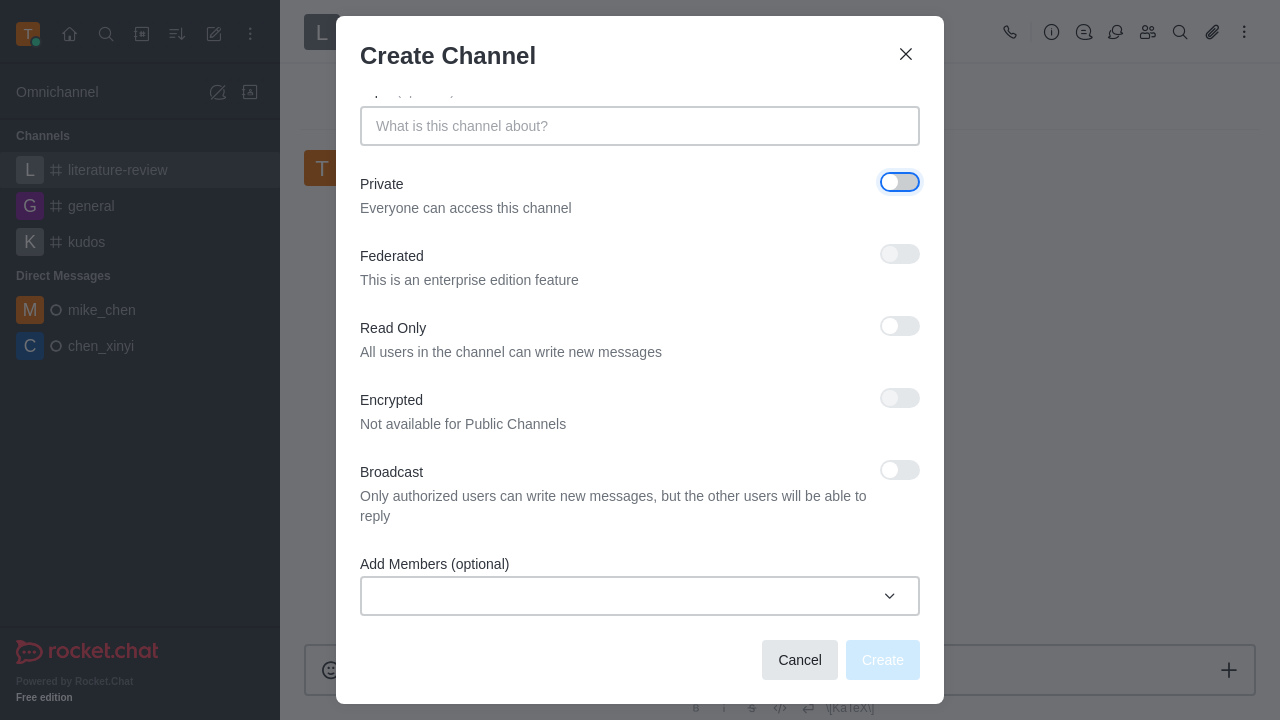 T
L
Create Channel
What is this channel about?
Omnichannel
Channels
L literature-review
G general
K kudos
Direct Messages
M mike_chen
C chen_xinyi
T
Private
Everyone can access this channel
Federated
This is an enterprise edition feature
Read Only
All users in the channel can write new messages
Encrypted
Not available for Public Channels
Broadcast
Only authorized users can write new messages, but the other users will be able to
reply
Add Members (optional)
Cancel
Create
rocket.chat
Powered by Rocket.Chat
Free edition
\[KaTeX\]